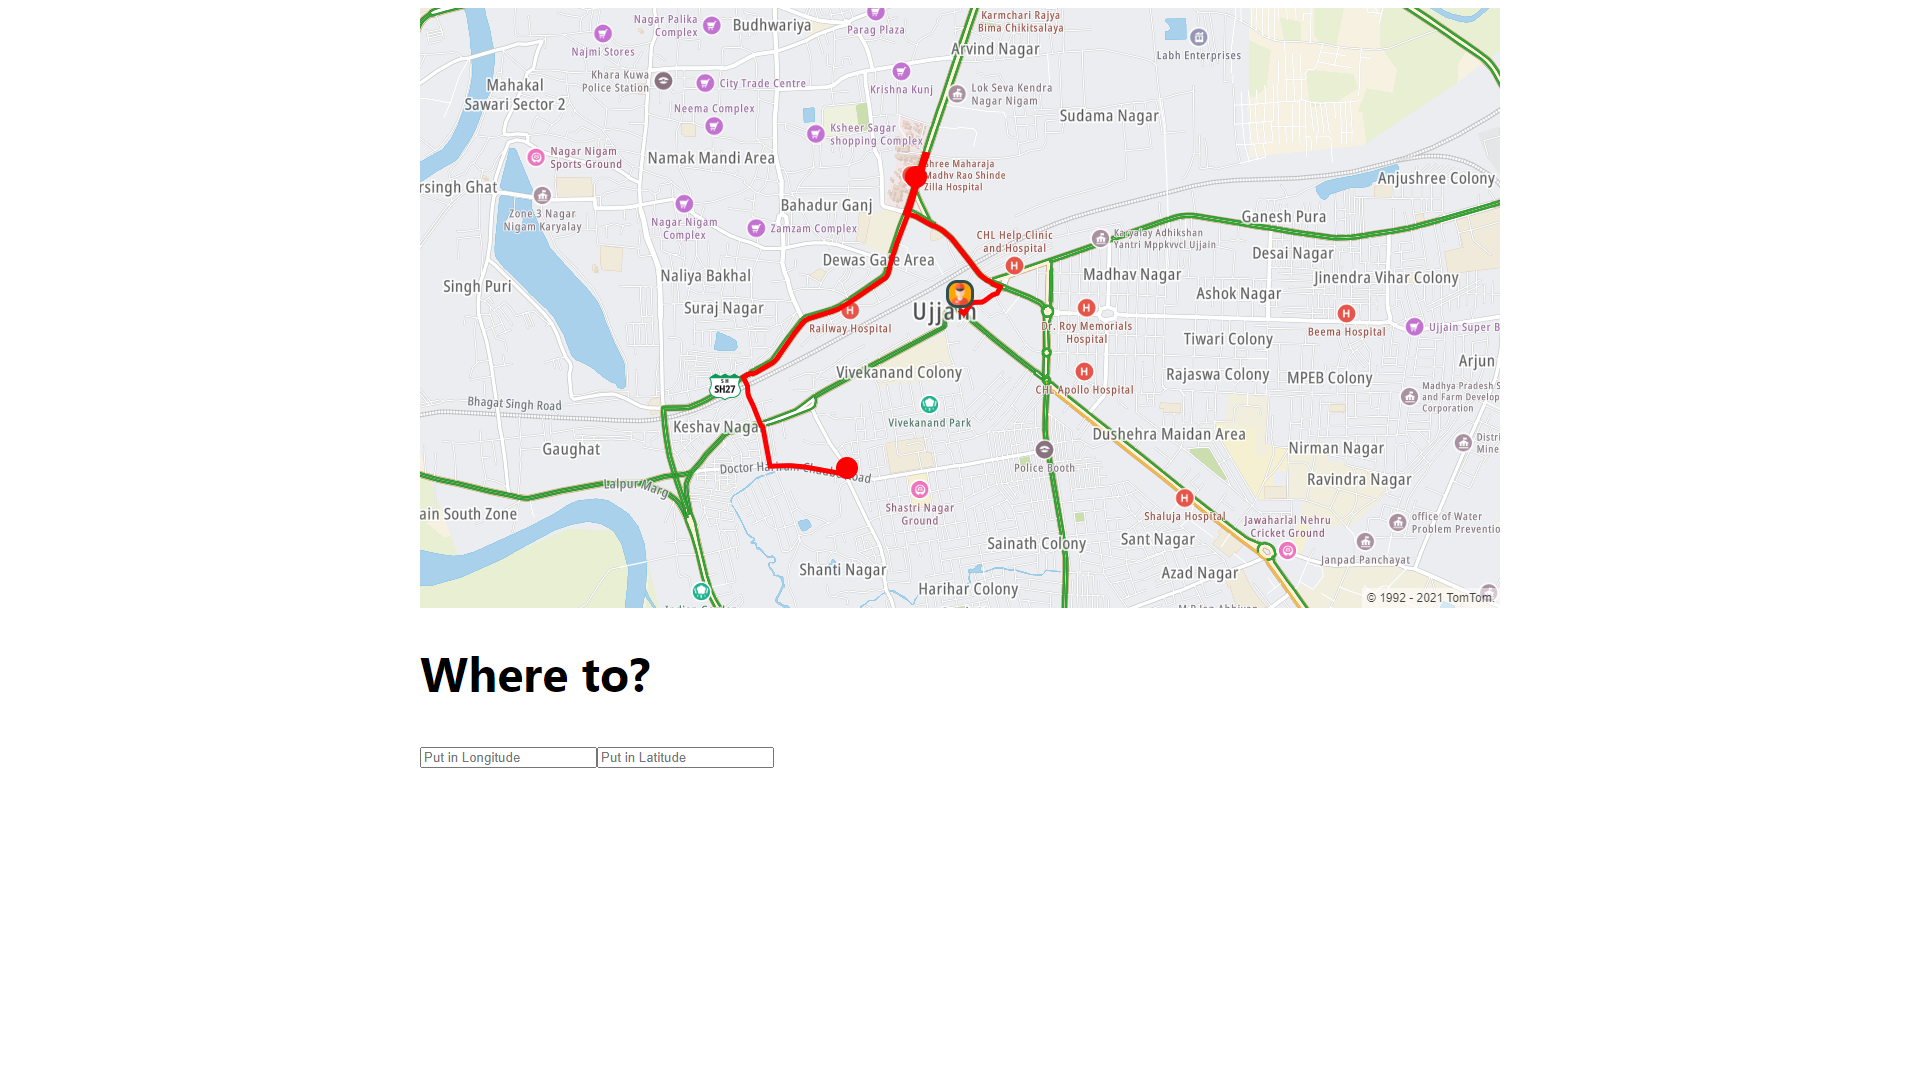 Nagar Palika
Complex
Budhwariya
Parag Plaza
Karmchari Rajya
Bima Chikitsalaya
Najmi Stores
Arvind Nagar
Labh Enterprises
Khara Kuwa
Police Station
City Trade Centre
Krishna Kunj
Mahakal
Sawari Sector 2
Lok Seva Kendra
Nagar Nigam
Neema Complex
Sudama Nagar
Ksheer Sagar
shopping Complex
Nagar Nigam
Sports Ground
Namak Mandi Area
Shree Maharaja
Madhv Rao Shinde
Zilla Hospital
Anjushree Colony
rsingh Ghat
Zone 3 Nagar
Nigam Karyalay
Bahadur Ganj
Ganesh Pura
Nagar Nigam
Complex
Zamzam Complex
CHL Help Clinic
and Hospital
Karyalay Adhikshan
Yantri Mppkvvcl Ujjain
Dewas Gate Area
Desai Nagar
Naliya Bakhal
Madhav Nagar
Jinendra Vihar Colony
Singh Puri
Ashok Nagar
Suraj Nagar
Ujjain
Railway Hospital
Dr. Roy Memorials
Hospital
Beema Hospital
Ujjain Super B
Tiwari Colony
Arjun
Vivekanand Colony
Rajaswa Colony
MPEB Colony
S H
SH27
CHL Apollo Hospital
Madhya Pradesh S
and Farm Develop
Corporation
Bhagat Singh Road
Vivekanand Park
Keshav Naga
Dushehra Maidan Area
Distri
Mine
Gaughat
Nirman Nagar
Doctor Hariram Chaube Road
Police Booth
Ravindra Nagar
Lalpur Marg
Shastri Nagar
Ground
ain South Zone
Shaluja Hospital
Jawaharlal Nehru
Cricket Ground
office of Water
Problem Preventio
Sainath Colony
Sant Nagar
Janpad Panchayat
Shanti Nagar
Azad Nagar
Harihar Colony
© 1992 - 2021 TomTom.
Where to?
Put in Longitude Put in Latitude